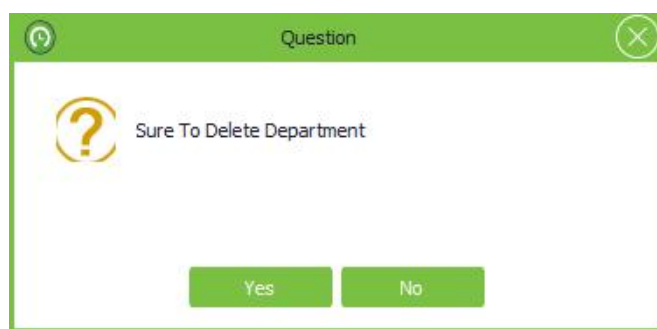 Question
Sure To Delete Department
Yes No